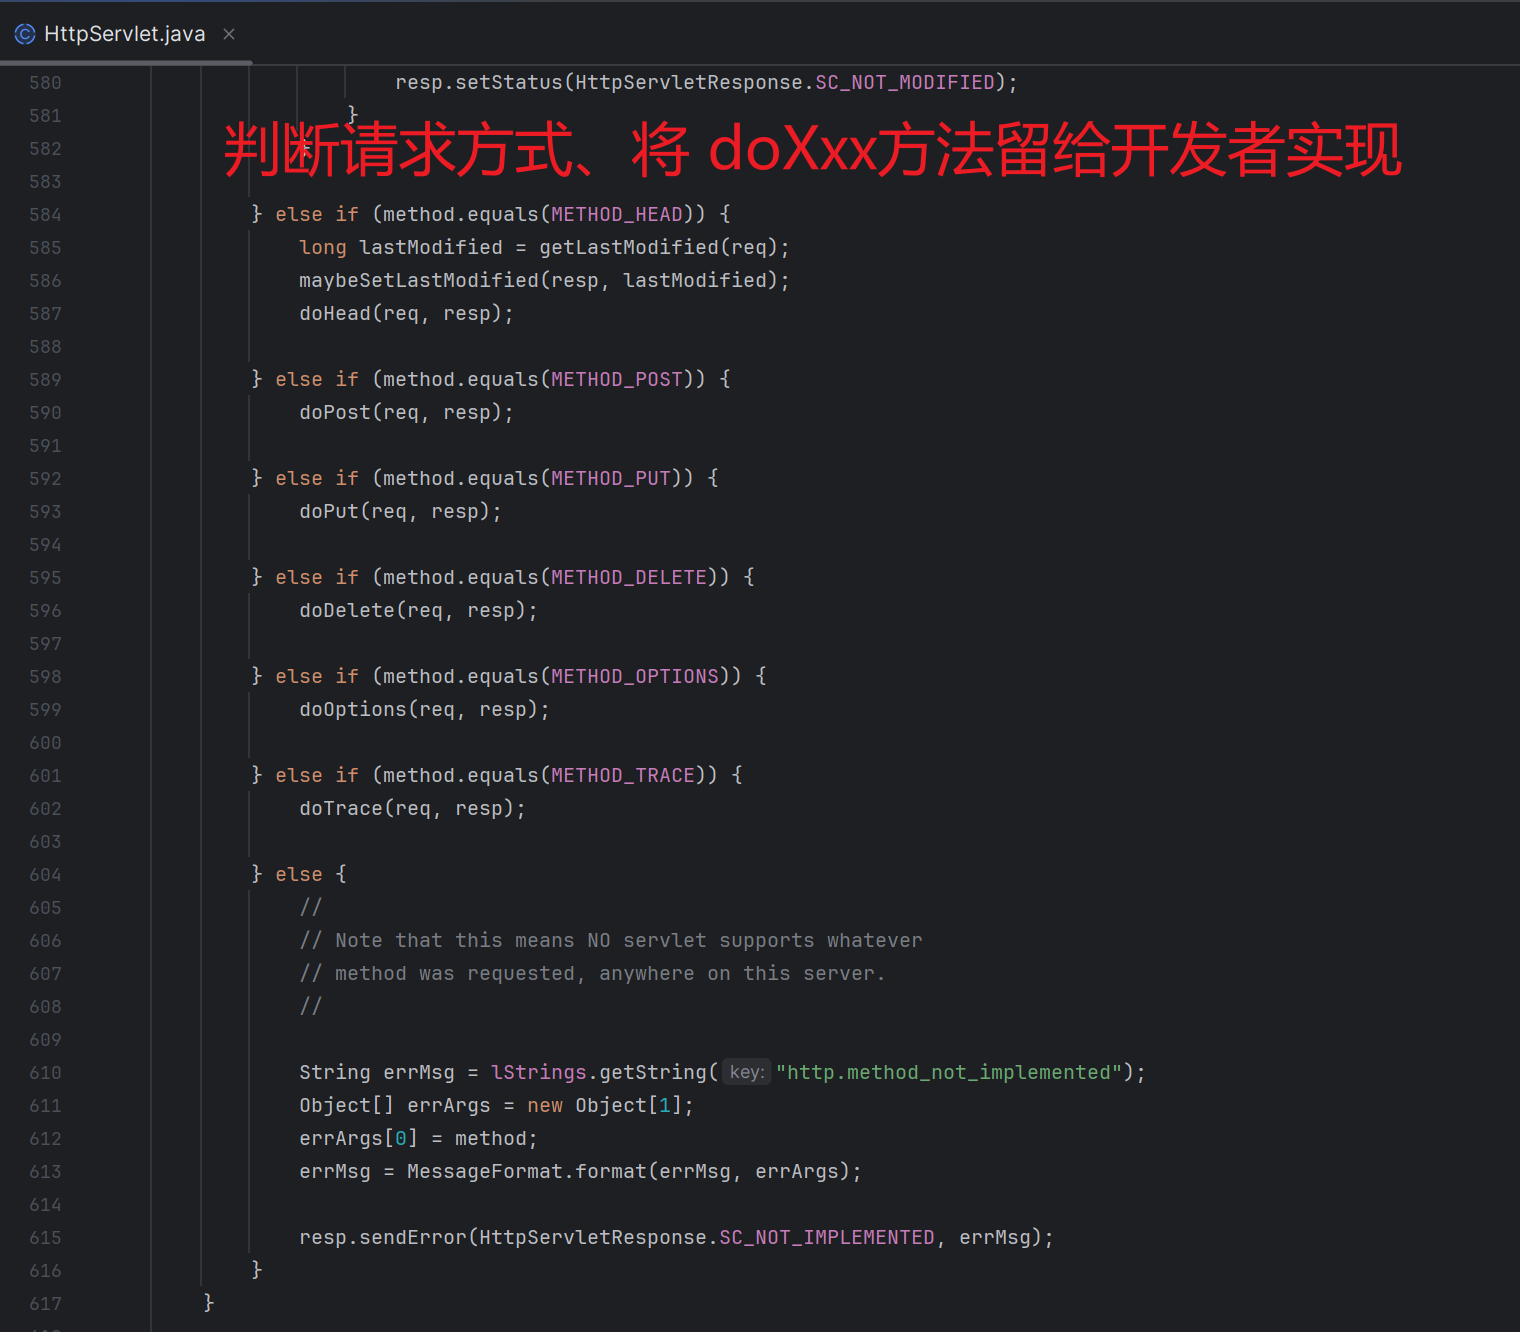 HttpServlet.java
580 resp.setStatus(HttpServletResponse.SC_NOT_MODIFIED);
581 }
判断请求方式、将 doXxx方法留给开发者实现
582 }
583
584 } else if (method.equals(METHOD_HEAD)) {
585 long lastModified = getLastModified(req);
586 maybeSetLastModified(resp, lastModified);
587 doHead(req, resp);
588
589 } else if (method.equals(METHOD_POST)) {
590 doPost(req, resp);
591
592 } else if (method.equals(METHOD_PUT)) {
593 doPut(req, resp);
594
595 } else if (method.equals(METHOD_DELETE)) {
596 doDelete(req, resp);
597
598 } else if (method.equals(METHOD_OPTIONS)) {
599 doOptions(req, resp);
600
601 } else if (method.equals(METHOD_TRACE)) {
602 doTrace(req, resp);
603
604 } else {
605 //
606 // Note that this means NO servlet supports whatever
607 // method was requested, anywhere on this server.
608 //
609
610 String errMsg = lStrings.getString( key: "http.method_not_implemented");
611 Object[] errArgs = new Object[1];
612 errArgs[0] = method;
613 errMsg = MessageFormat.format(errMsg, errArgs);
614
615 resp.sendError(HttpServletResponse.SC_NOT_IMPLEMENTED, errMsg);
616 }
617 }